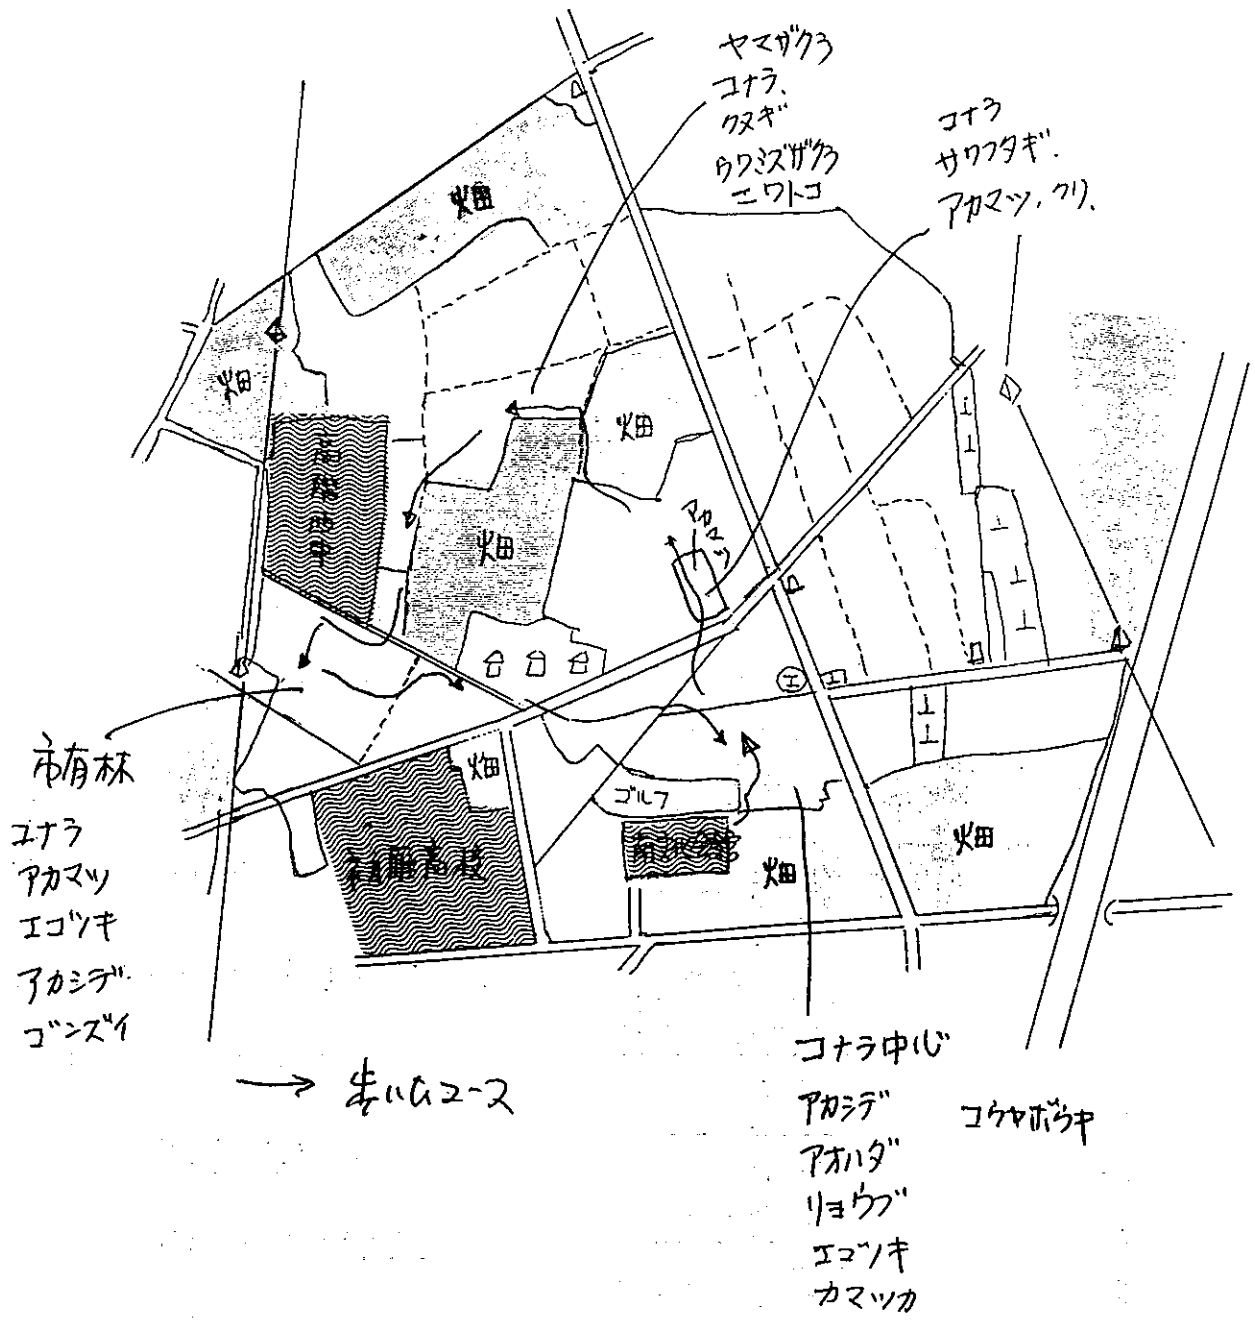 ヤマザクラ
コナラ、
クヌギ
ウワミズザクラ
ニワトコ
コナラ
サワフタギ.
アカマツ、クリ、
畑
畑
畑
アカマツ
畑
市有林
コナラ
アカマツ
エゴノキ
アカシデ.
ゴンズイ
畑
ゴルフ
畑
畑
→ 歩いたコース
コナラ中心
アカシデ
アオハダ
リョウブ
エゴノキ
カマツカ
コウヤボウキ